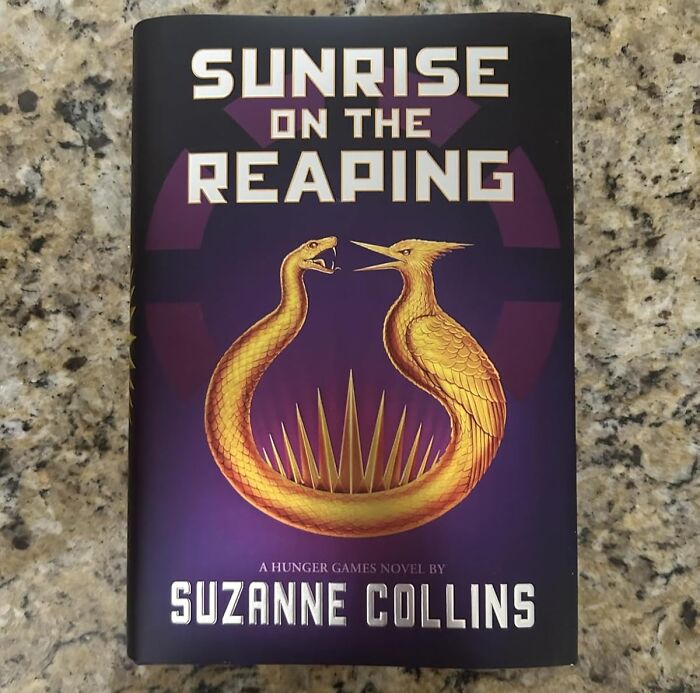 SUNRISE
ON THE
REAPING
A HUNGER GAMES NOVEL BY
SUZANNE COLLINS